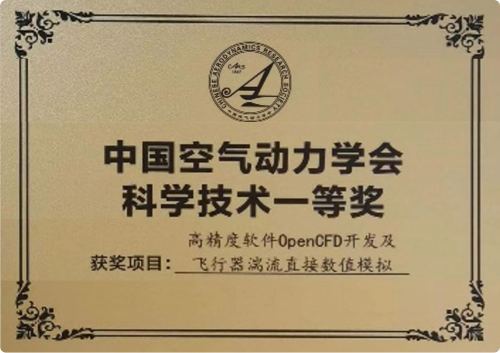 CHINESE AERODYNAMICS RESEARCH SOCIETY
CARS
中国空气动力学会
科学技术一等奖
高精度软件OpenCFD开发及
获奖项目：飞行器湍流直接数值模拟